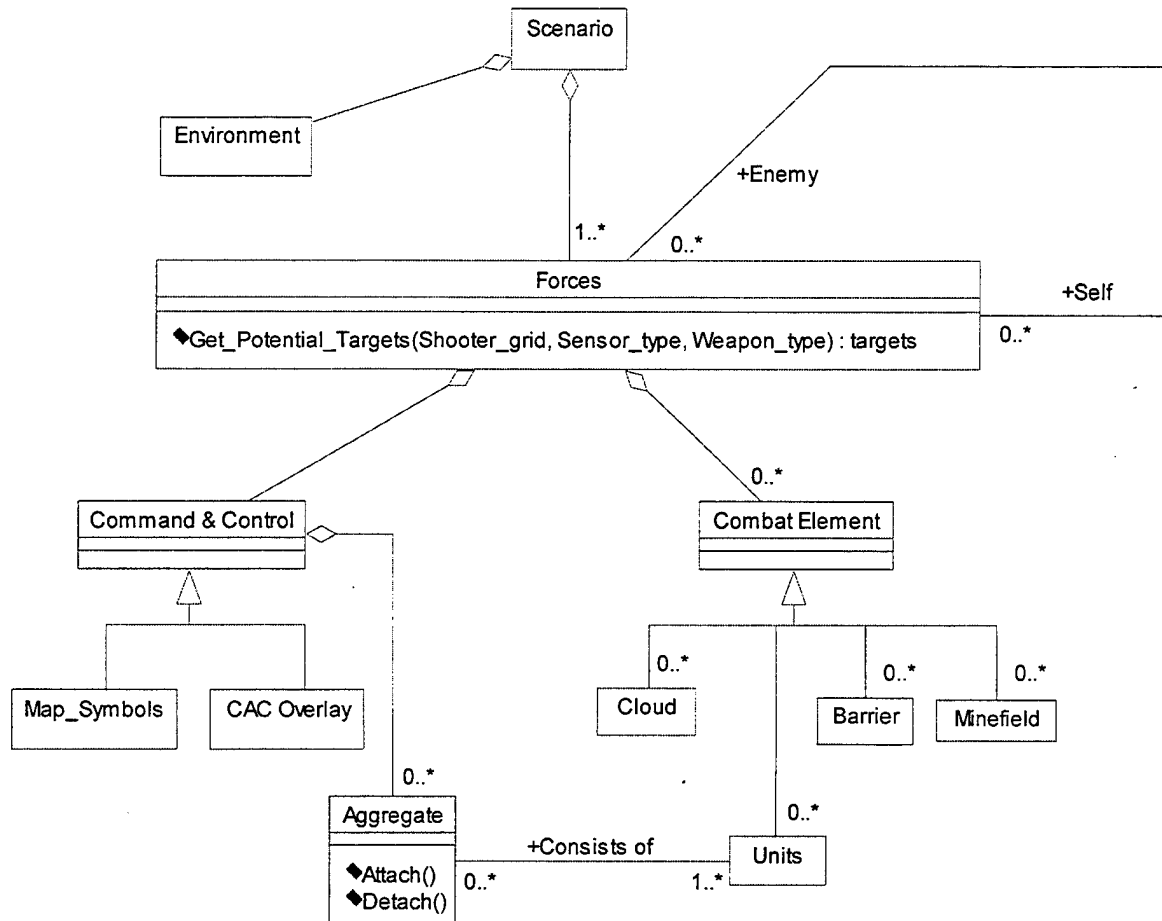 Scenario
Environment
+Enemy
1..*
0..*
Forces
+Self
◆Get_Potential_Targets(Shooter_grid, Sensor_type, Weapon_type) : targets
0..*
0..*
Command & Control
Combat Element
0..*
0..*
0..*
Map_Symbols
CAC Overlay
Cloud
Barrier
Minefield
0..*
0..*
Aggregate
+Consists of
Units
◆Attach()
0..*
1..*
◆Detach()